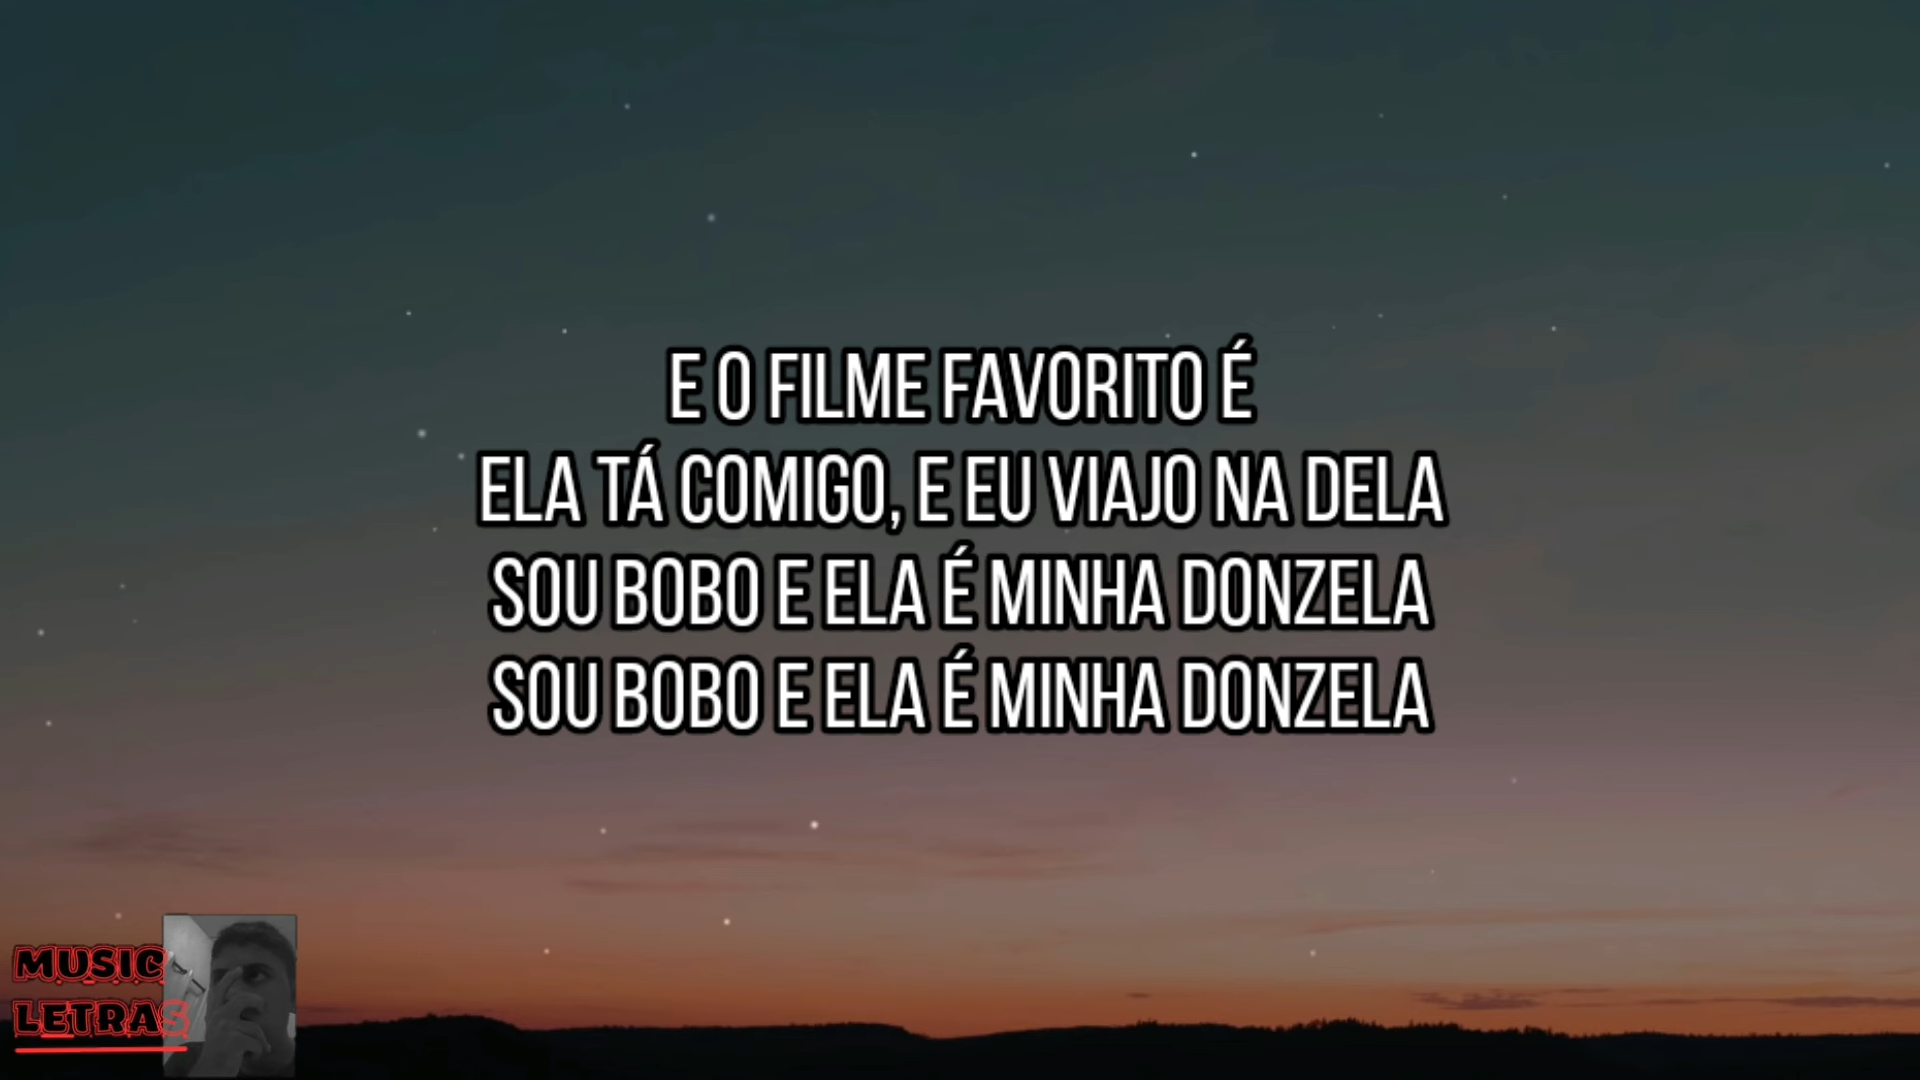 E O FILME FAVORITO É
ELA TÁ COMIGO, E EU VIAJO NA DELA
SOU BOBO E ELA É MINHA DONZELA
SOU BOBO E ELA É MINHA DONZELA
MUSIC
LETRAS